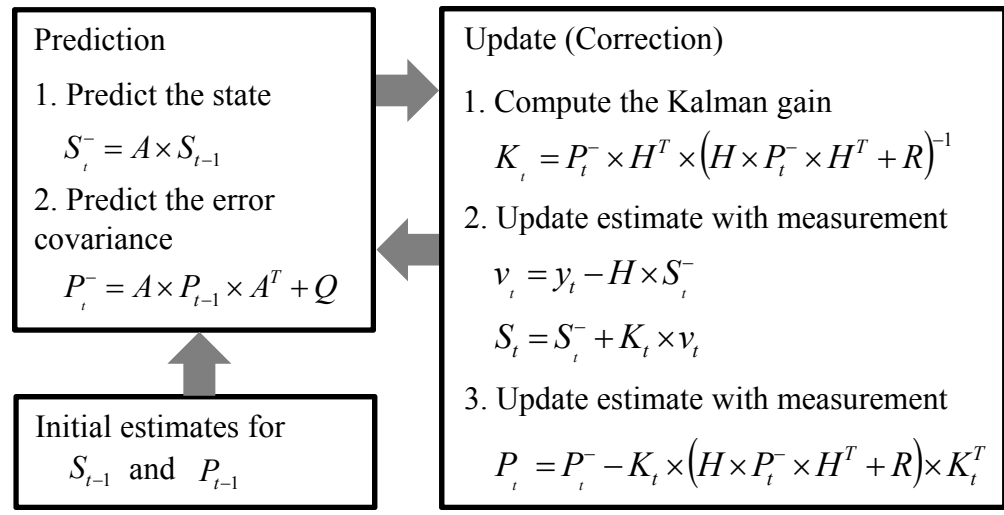 Prediction
1. Predict the state
S_t^- = A × S_{t-1}
2. Predict the error
covariance
P_t^- = A × P_{t-1} × A^T + Q
Initial estimates for
S_{t-1} and P_{t-1}
Update (Correction)
1. Compute the Kalman gain
K_t = P_t^- × H^T × (H × P_t^- × H^T + R)^{-1}
2. Update estimate with measurement
v_t = y_t − H × S_t^-
S_t = S_t^- + K_t × v_t
3. Update estimate with measurement
P_t = P_t^- − K_t × (H × P_t^- × H^T + R) × K_t^T